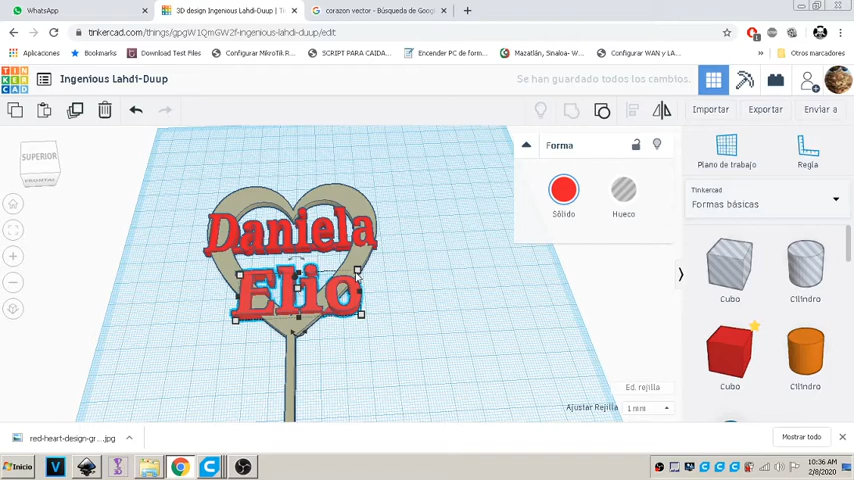 WhatsApp
3D design Ingenious Lahdi-Duup | T
corazon vector - Búsqueda de Goog
tinkercad.com/things/gpgW1QmGW2f-ingenious-lahdi-duup/edit
Aplicaciones
Bookmarks
Download Test Files
Configurar MikroTiK R
SCRIPT PARA CAIDA...
Encender PC de form...
Mazatlán, Sinaloa- W...
Configurar WAN y LA...
Otros marcadores
TIN
KER
CAD
Ingenious Lahdi-Duup
Se han guardado todos los cambios.
Importar
Exportar
Enviar a
SUPERIOR
Daniela
Elio
Forma
Sólido
Hueco
Plano de trabajo
Regla
Tinkercad
Formas básicas
Cubo
Cilindro
Cubo
Cilindro
Ed. rejilla
Ajustar Rejilla
1 mm
red-heart-design-gr....jpg
Mostrar todo
Inicio
10:36 AM
2/8/2020